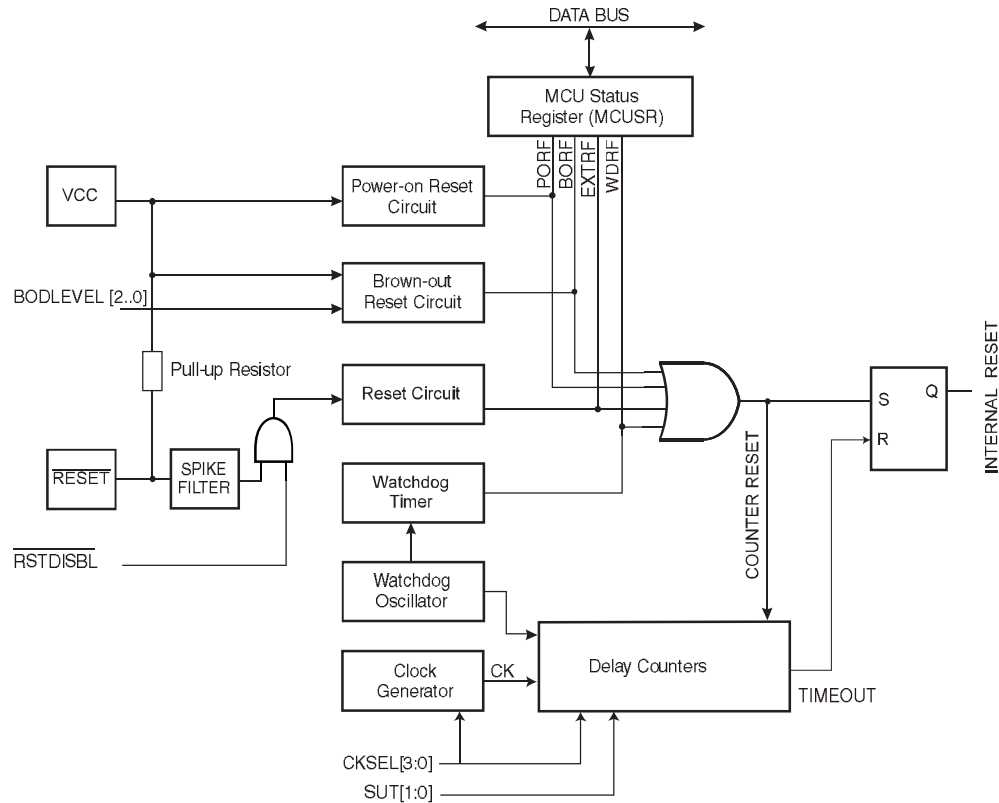 DATA BUS
MCU Status
Register (MCUSR)
PORF
BORF
EXTRF
WDRF
VCC
Power-on Reset
Circuit
Brown-out
Reset Circuit
BODLEVEL [2..0]
Pull-up Resistor
Reset Circuit
RESET
SPIKE
FILTER
RSTDISBL
Watchdog
Timer
Watchdog
Oscillator
Clock
Generator
CK
CKSEL[3:0]
SUT[1:0]
Delay Counters
COUNTER RESET
TIMEOUT
S
R
Q
INTERNAL RESET